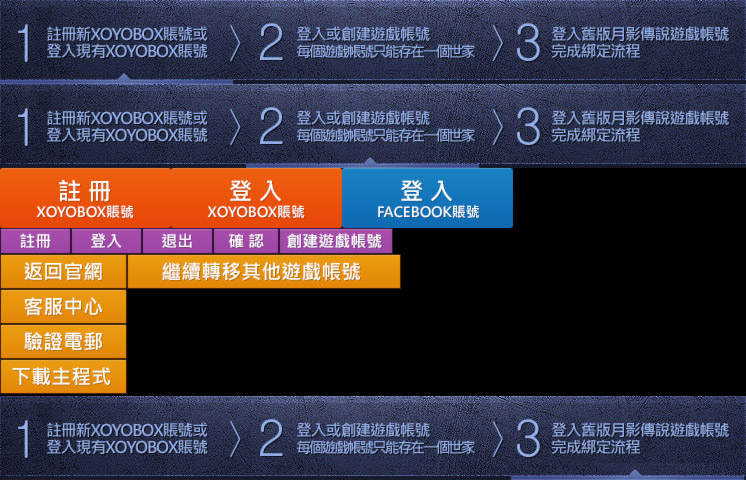 1 註冊新XOYOBOX賬號或
登入現有XOYOBOX賬號
2 登入或創建遊戲帳號
每個遊戲帳號只能存在一個世家
3 登入舊版月影傳說遊戲帳號
完成綁定流程
1 註冊新XOYOBOX賬號或
登入現有XOYOBOX賬號
2 登入或創建遊戲帳號
每個遊戲帳號只能存在一個世家
3 登入舊版月影傳說遊戲帳號
完成綁定流程
註冊
XOYOBOX賬號
登入
XOYOBOX賬號
登入
FACEBOOK賬號
註冊
登入
退出
確認
創建遊戲帳號
返回官網
繼續轉移其他遊戲帳號
客服中心
驗證電郵
下載主程式
1 註冊新XOYOBOX賬號或
登入現有XOYOBOX賬號
2 登入或創建遊戲帳號
每個遊戲帳號只能存在一個世家
3 登入舊版月影傳說遊戲帳號
完成綁定流程